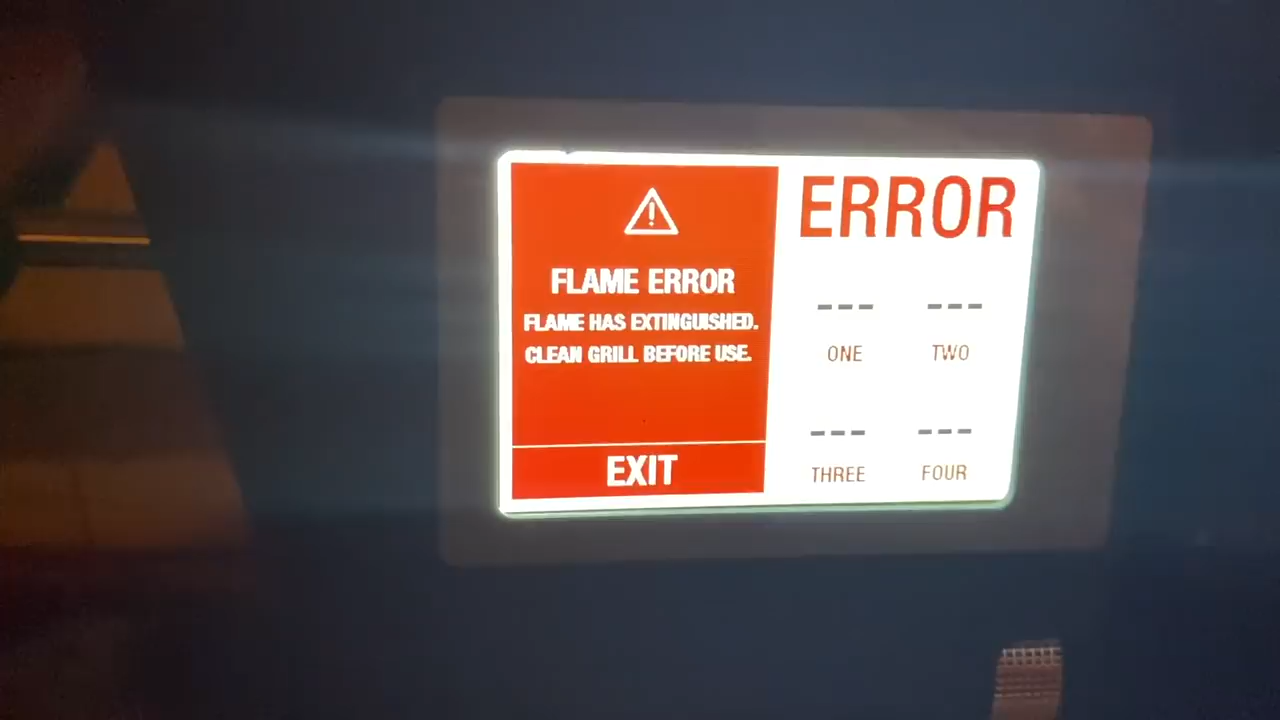 FLAME ERROR
FLAME HAS EXTINGUISHED.
CLEAN GRILL BEFORE USE.
EXIT
ERROR
--- ---
ONE TWO
--- ---
THREE FOUR